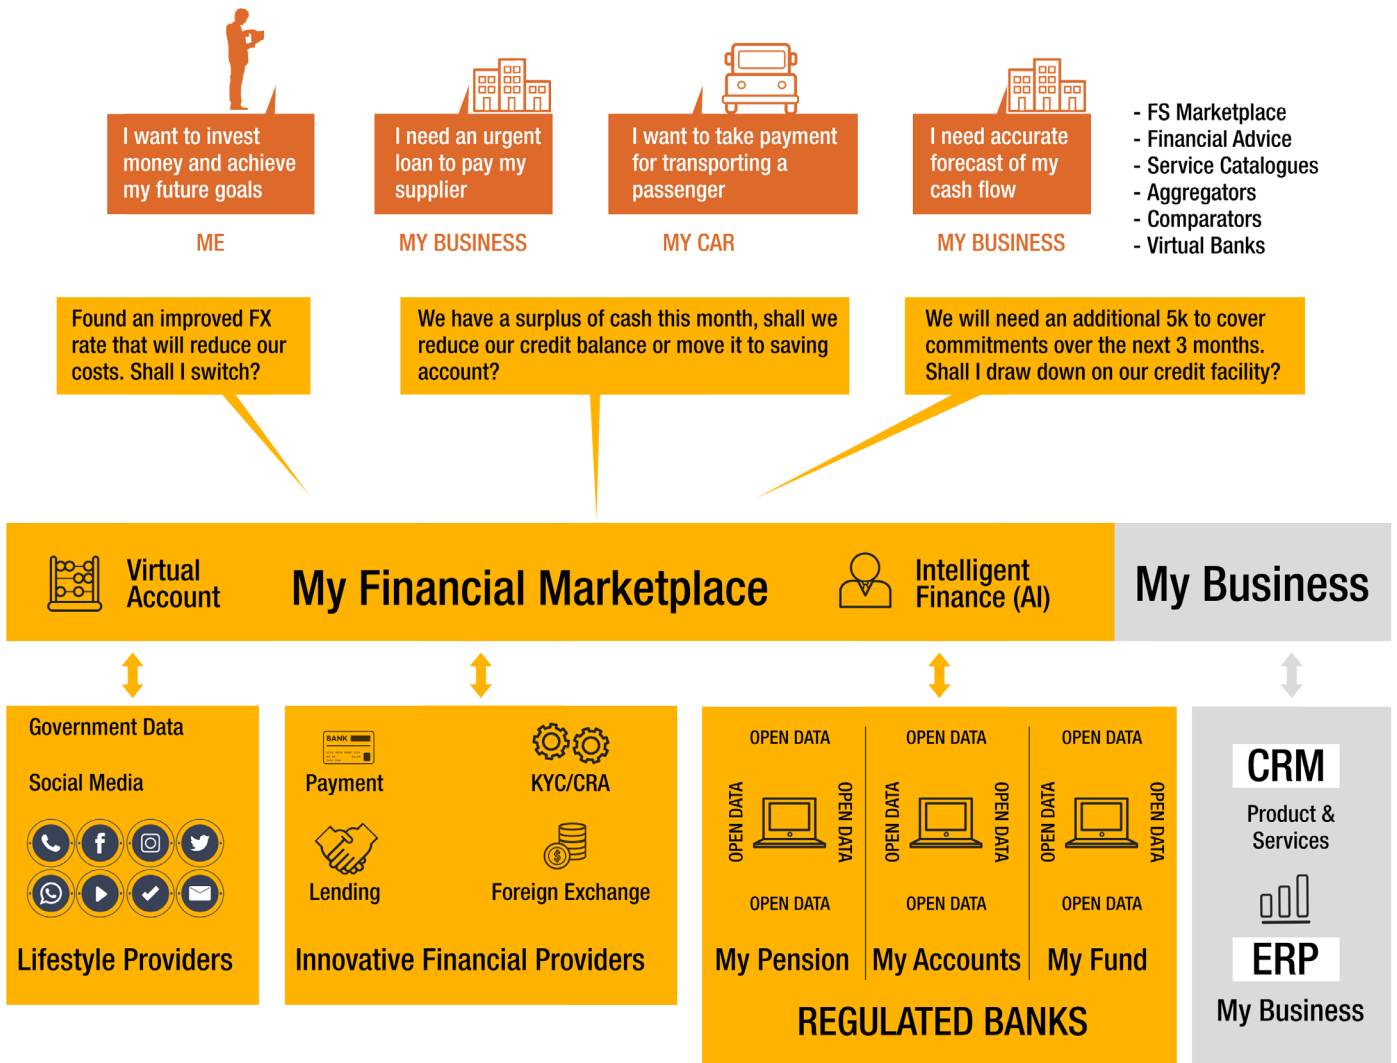 I want to invest
money and achieve
my future goals
ME
I need an urgent
loan to pay my
supplier
MY BUSINESS
I want to take payment
for transporting a
passenger
MY CAR
I need accurate
forecast of my
cash flow
MY BUSINESS
- FS Marketplace
- Financial Advice
- Service Catalogues
- Aggregators
- Comparators
- Virtual Banks
Found an improved FX
rate that will reduce our
costs. Shall I switch?
We have a surplus of cash this month, shall we
reduce our credit balance or move it to saving
account?
We will need an additional 5k to cover
commitments over the next 3 months.
Shall I draw down on our credit facility?
Virtual
Account
My Financial Marketplace
Intelligent
Finance (AI)
My Business
Government Data
Social Media
Lifestyle Providers
BANK
Payment
KYC/CRA
Lending
Foreign Exchange
Innovative Financial Providers
OPEN DATA
OPEN DATA
OPEN DATA
OPEN DATA
My Pension
OPEN DATA
OPEN DATA
OPEN DATA
OPEN DATA
My Accounts
OPEN DATA
OPEN DATA
OPEN DATA
OPEN DATA
My Fund
REGULATED BANKS
CRM
Product &
Services
ERP
My Business